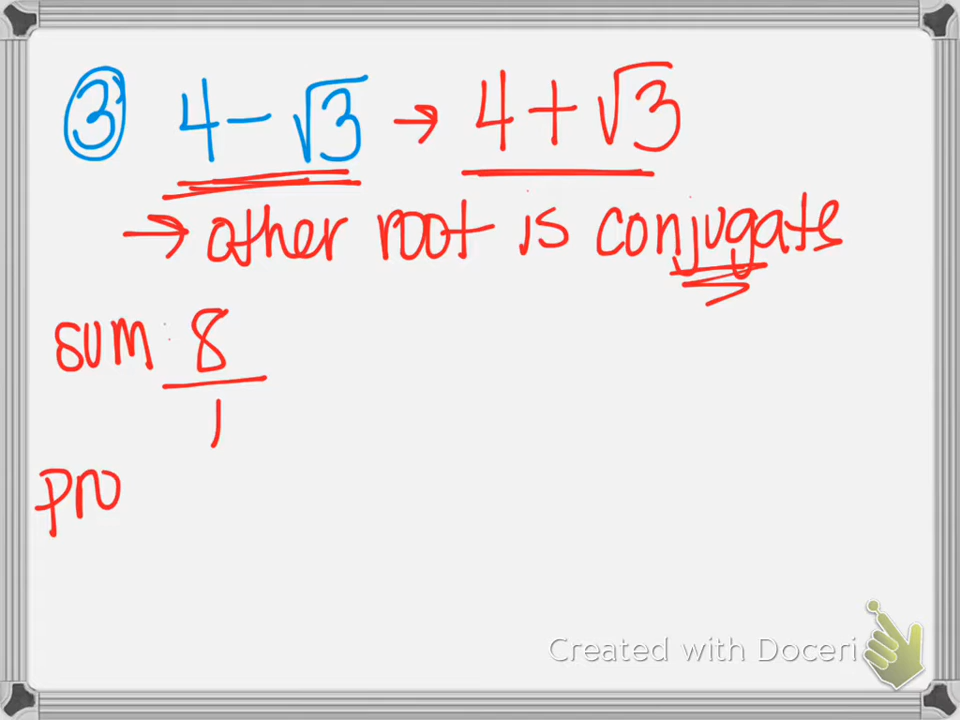 ③ 4-√3 → 4+√3
→ other root is conjugate
sum 8
1
pro
Created with Doceri